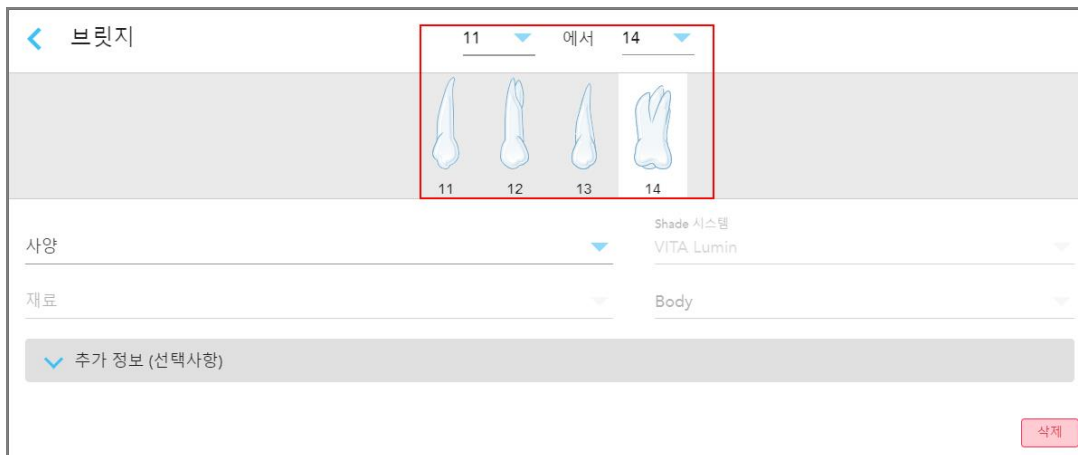 브릿지
11 에서 14
11 12 13 14
사양
Shade 시스템
VITA Lumin
재료
Body
추가 정보 (선택사항)
삭제